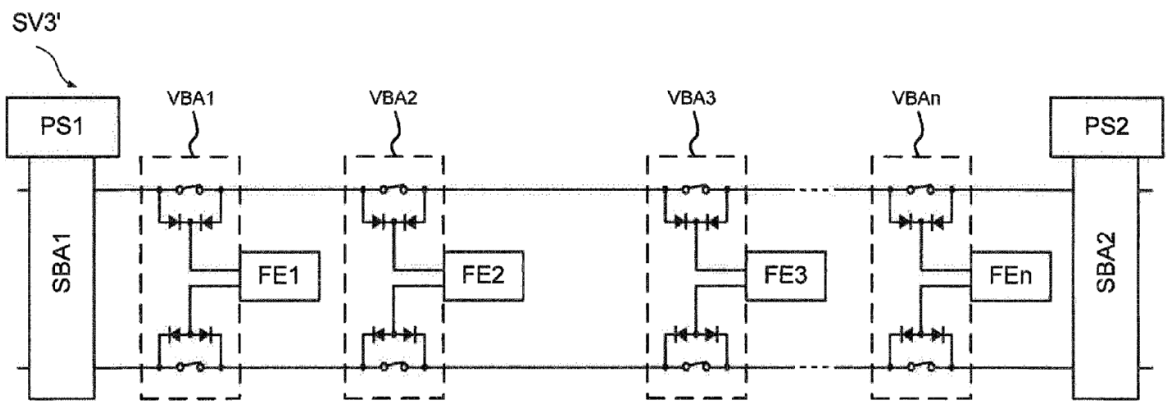 SV3'
VBA1
VBA2
VBA3
VBAn
PS1
PS2
SBA1
FE1
FE2
FE3
FEn
SBA2